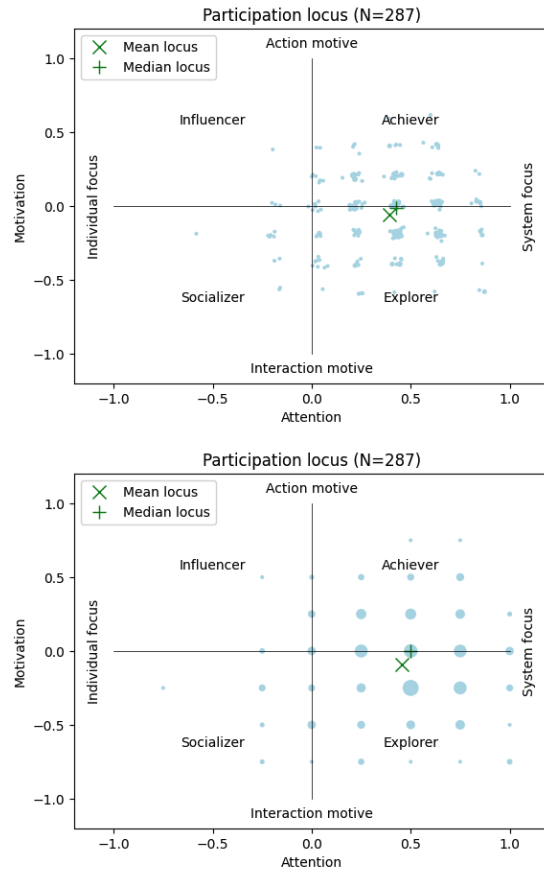 Participation locus (N=287)
Action motive
Mean locus
Median locus
Influencer
Achiever
Motivation
Individual focus
System focus
Socializer
Explorer
Interaction motive
1.0
0.5
0.0
−0.5
−1.0
−1.0
−0.5
0.0
0.5
1.0
Attention
Participation locus (N=287)
Action motive
Mean locus
Median locus
Influencer
Achiever
Motivation
Individual focus
System focus
Socializer
Explorer
Interaction motive
1.0
0.5
0.0
−0.5
−1.0
−1.0
−0.5
0.0
0.5
1.0
Attention